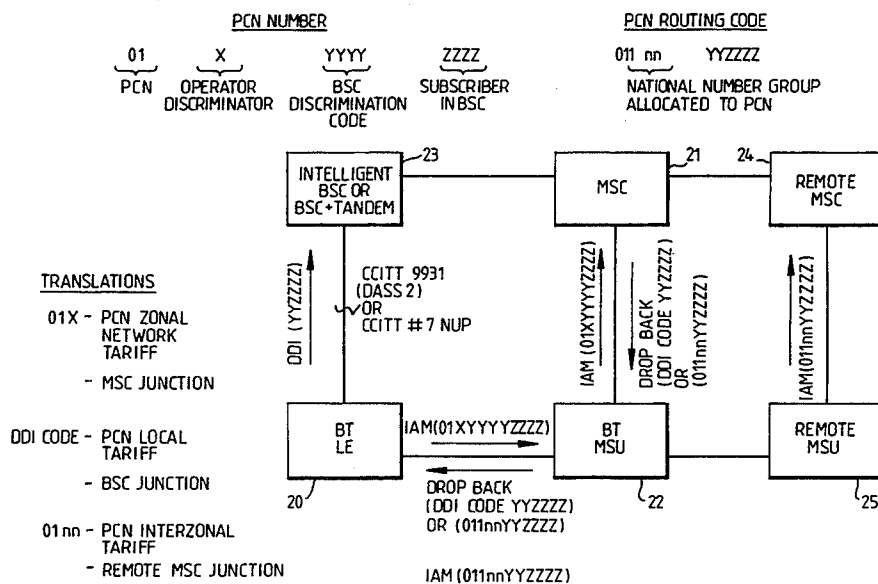 PCN NUMBER
PCN ROUTING CODE
01 X YYYY ZZZZ
011 nn YYZZZZ
PCN
OPERATOR
DISCRIMINATOR
BSC
DISCRIMINATION
CODE
SUBSCRIBER
IN BSC
NATIONAL NUMBER GROUP
ALLOCATED TO PCN
23
INTELLIGENT
BSC OR
BSC+TANDEM
21
MSC
24
REMOTE
MSC
TRANSLATIONS
01X - PCN ZONAL
NETWORK
TARIFF
- MSC JUNCTION
DDI CODE - PCN LOCAL
TARIFF
- BSC JUNCTION
01nn - PCN INTERZONAL
TARIFF
- REMOTE MSC JUNCTION
DDI (YYZZZZ)
CCITT 9931
(DASS 2)
OR
CCITT #7 NUP
IAM(01XYYYYZZZZ)
DROP BACK
(DDI CODE YYZZZZ)
OR
(011nnYYZZZZ)
IAM(011nnYYZZZZ)
BT
LE
20
IAM(01XYYYYZZZZ)
DROP BACK
(DDI CODE YYZZZZ)
OR (011nnYYZZZZ)
BT
MSU
22
REMOTE
MSU
25
IAM(011nnYYZZZZ)